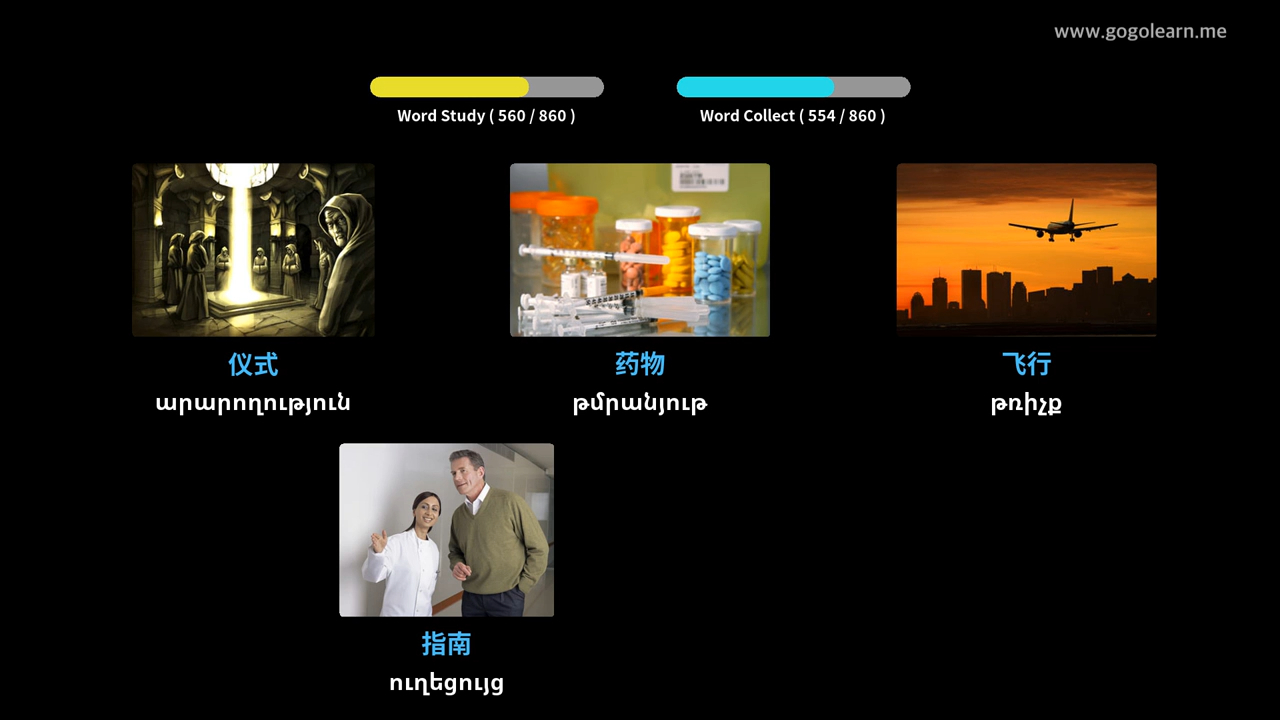 www.gogolearn.me
Word Study ( 560 / 860 )
Word Collect ( 554 / 860 )
仪式
արարողություն
药物
թմրանյութ
飞行
թռիչք
指南
ուղեցույց